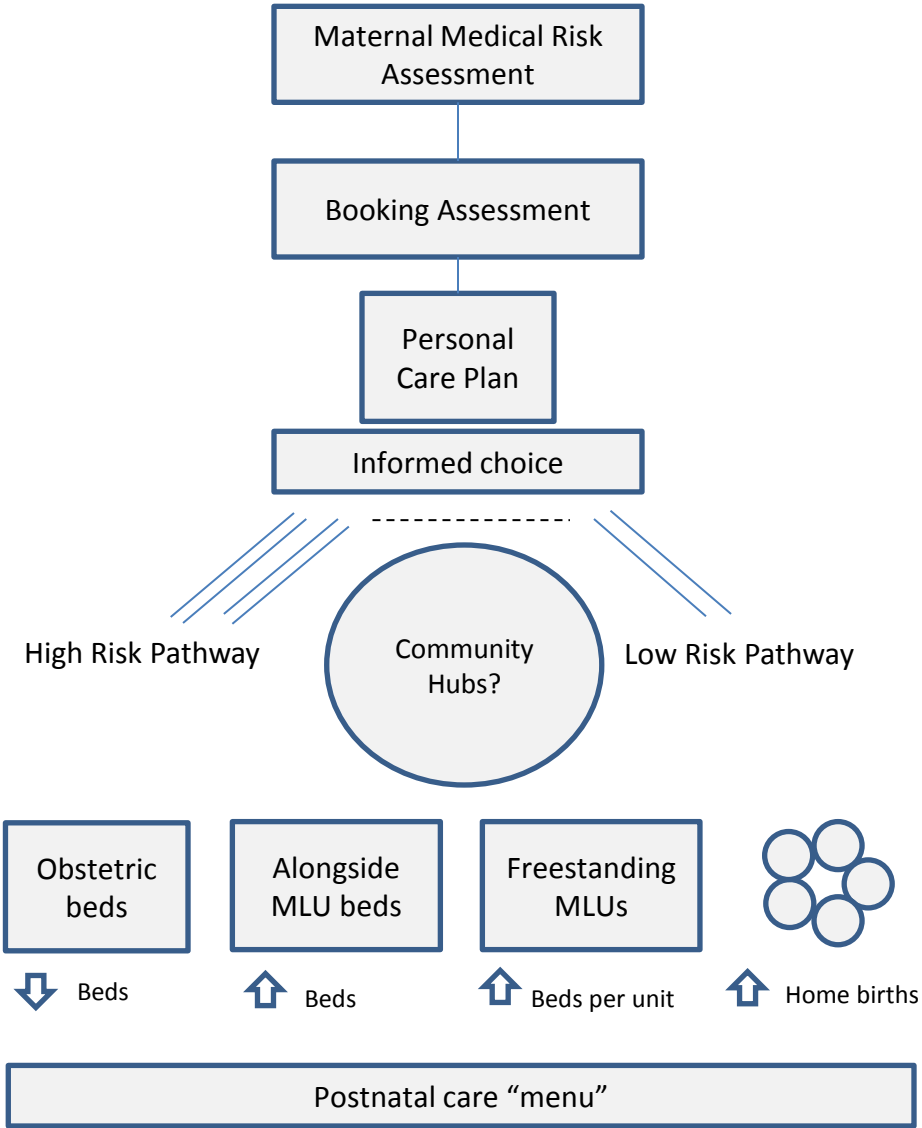 Maternal Medical Risk
Assessment
Booking Assessment
Personal
Care Plan
Informed choice
High Risk Pathway
Community
Hubs?
Low Risk Pathway
Obstetric
beds
Alongside
MLU beds
Freestanding
MLUs
Beds
Beds
Beds per unit
Home births
Postnatal care “menu”